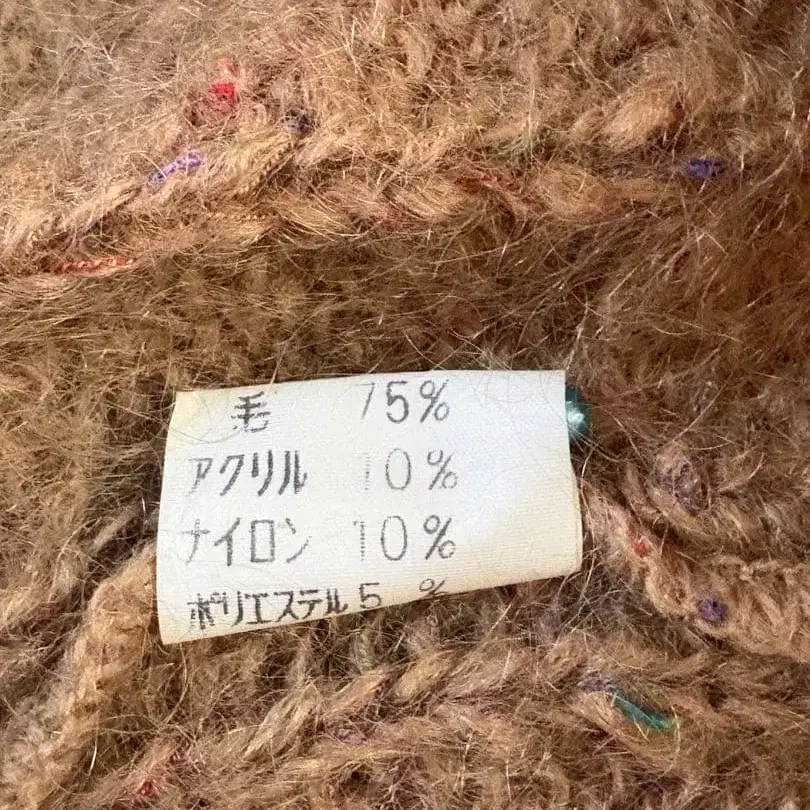 毛 75%
アクリル 10%
ナイロン 10%
ポリエステル 5 %